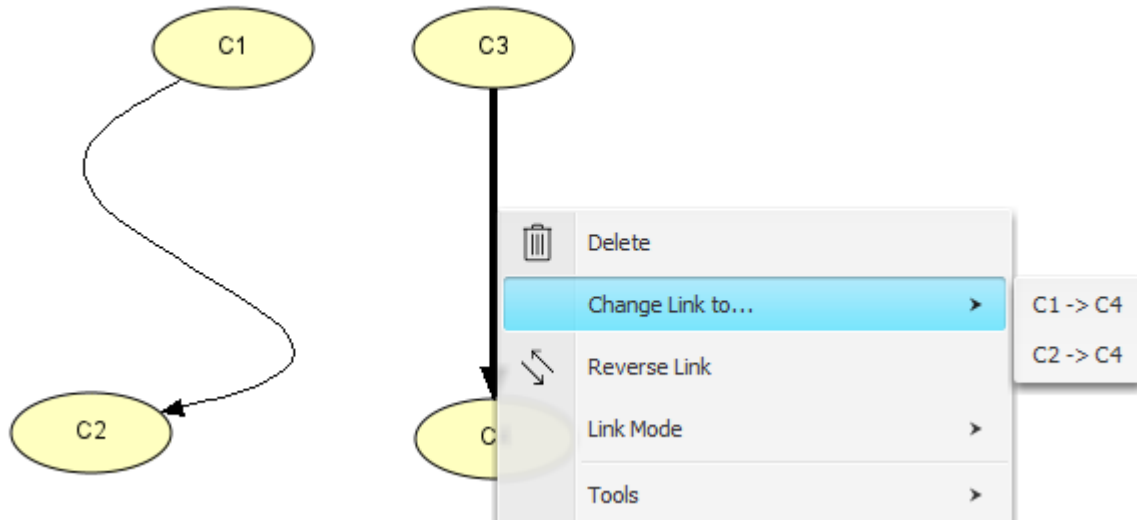 C1
C3
Delete
Change Link to...
C1 -> C4
C2 -> C4
Reverse Link
C2
Link Mode
Tools